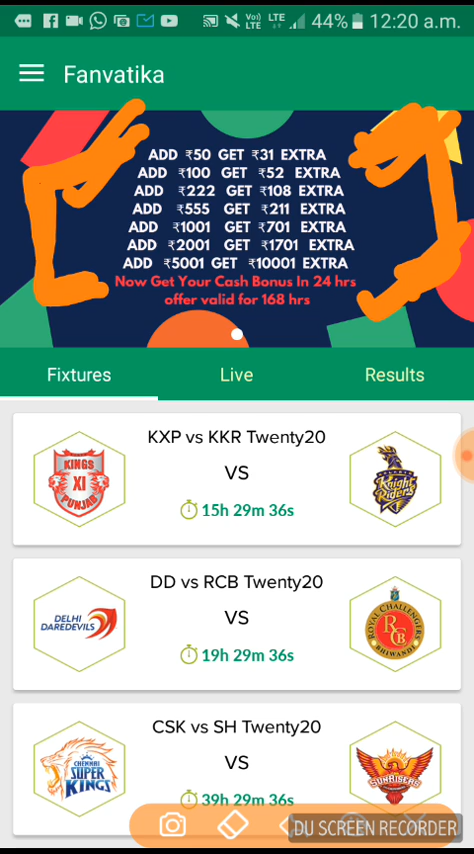 Vo))
LTE
LTE
44%
12:20 a.m.
Fanvatika
ADD ₹50 GET ₹31 EXTRA
ADD ₹100 GET ₹52 EXTRA
ADD ₹222 GET ₹108 EXTRA
ADD ₹555 GET ₹211 EXTRA
ADD ₹1001 GET ₹701 EXTRA
ADD ₹2001 GET ₹1701 EXTRA
ADD ₹5001 GET ₹10001 EXTRA
Now Get Your Cash Bonus In 24 hrs
offer valid for 168 hrs
Fixtures Live Results
KXP vs KKR Twenty20
KINGS
XI
PUNJAB
VS
Knight
Riders
15h 29m 36s
DD vs RCB Twenty20
DELHI
DAREDEVILS
VS
ROYAL CHALLENGERS
RCB
19h 29m 36s
CSK vs SH Twenty20
CHENNAI
SUPER
KINGS
VS
SUNRISERS
39h 29m 36s
DU SCREEN RECORDER